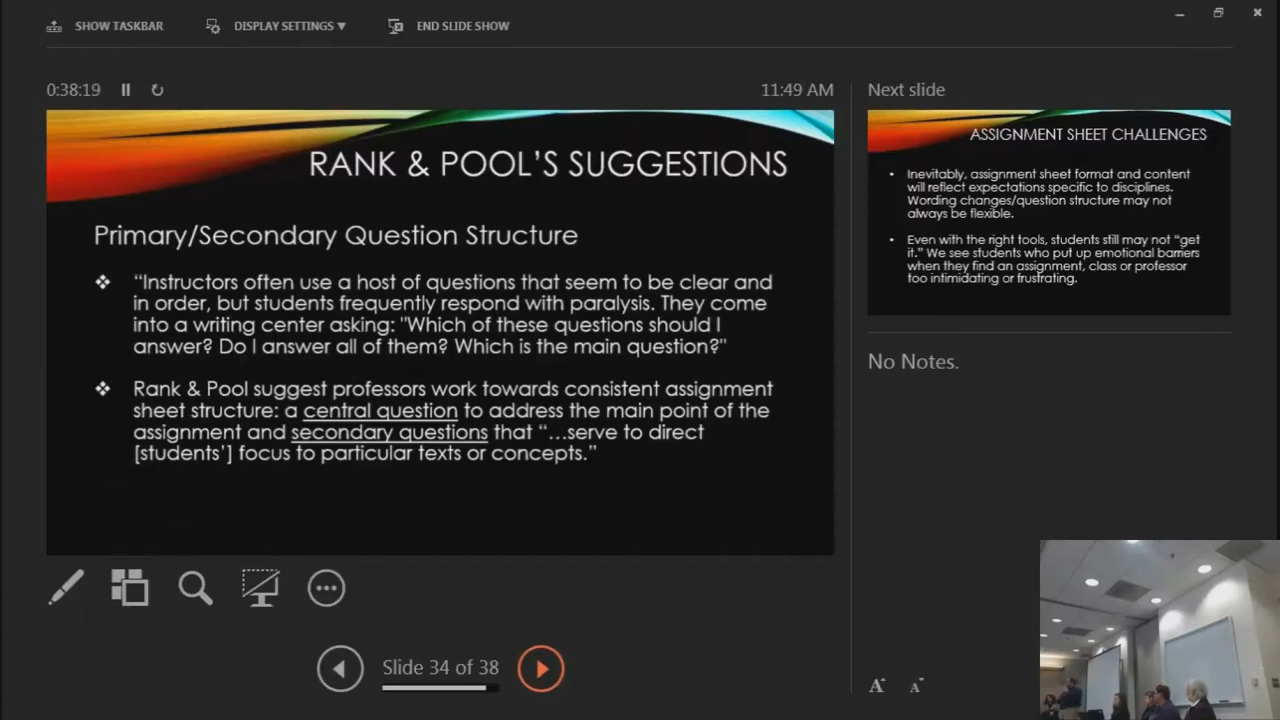 SHOW TASKBAR
DISPLAY SETTINGS ▼
END SLIDE SHOW
0:38:19
11:49 AM
RANK & POOL'S SUGGESTIONS
Primary/Secondary Question Structure
❖ "Instructors often use a host of questions that seem to be clear and
in order, but students frequently respond with paralysis. They come
into a writing center asking: "Which of these questions should I
answer? Do I answer all of them? Which is the main question?"
❖ Rank & Pool suggest professors work towards consistent assignment
sheet structure: a central question to address the main point of the
assignment and secondary questions that "…serve to direct
[students'] focus to particular texts or concepts."
Slide 34 of 38
Next slide
ASSIGNMENT SHEET CHALLENGES
• Inevitably, assignment sheet format and content
will reflect expectations specific to disciplines.
Wording changes/question structure may not
always be flexible.
• Even with the right tools, students still may not "get
it." We see students who put up emotional barriers
when they find an assignment, class or professor
too intimidating or frustrating.
No Notes.
A A